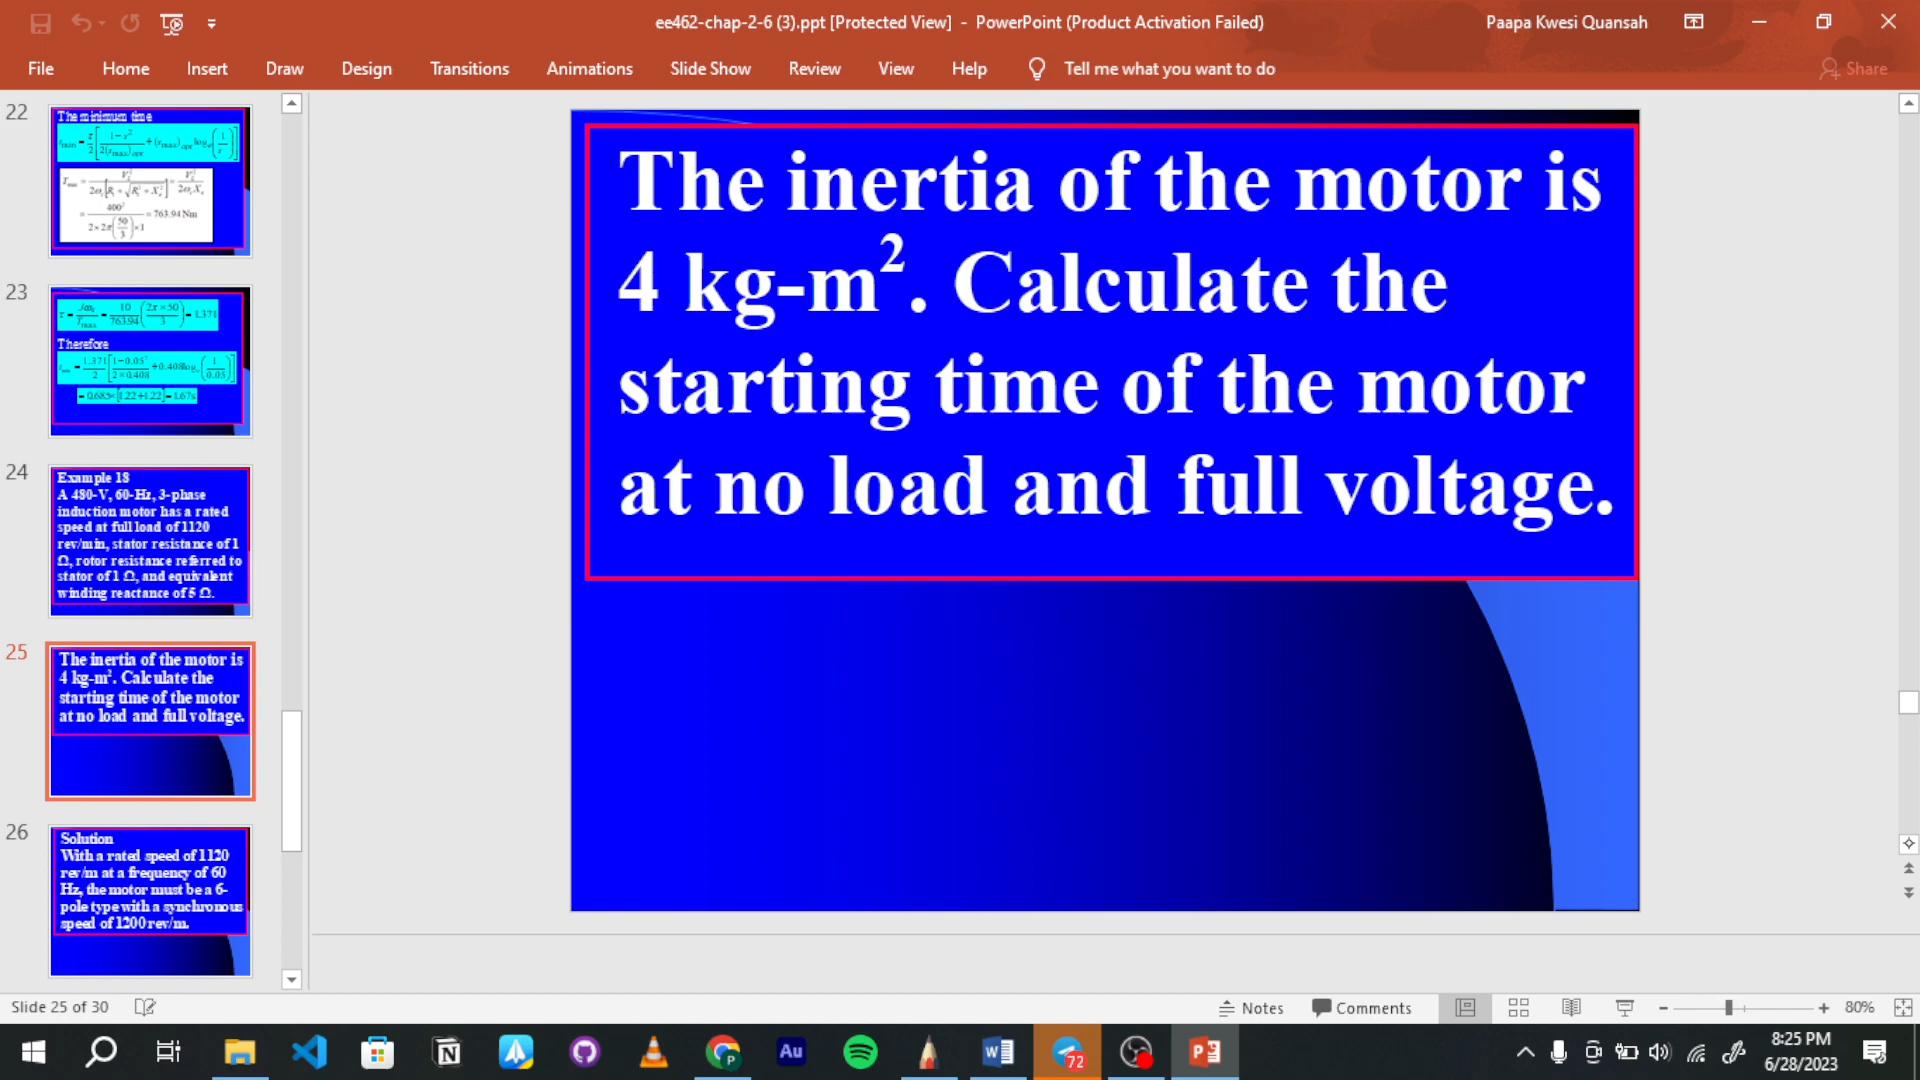 ee462-chap-2-6 (3).ppt [Protected View] - PowerPoint (Product Activation Failed)
Paapa Kwesi Quansah
File Home Insert Draw Design Transitions Animations Slide Show Review View Help Tell me what you want to do
Share
22
The minimum time
= 763.94 Nm
23
Therefore
24
Example 18
A 480-V, 60-Hz, 3-phase
induction motor has a rated
speed at full load of 1120
rev/min, stator resistance of 1
Ω, rotor resistance referred to
stator of 1 Ω, and equivalent
winding reactance of 5 Ω.
25
The inertia of the motor is
4 kg-m². Calculate the
starting time of the motor
at no load and full voltage.
26
Solution
With a rated speed of 1120
rev/m at a frequency of 60
Hz, the motor must be a 6-
pole type with a synchronous
speed of 1200 rev/m.
The inertia of the motor is
4 kg-m². Calculate the
starting time of the motor
at no load and full voltage.
Slide 25 of 30
Notes Comments 80%
Au
72
8:25 PM
6/28/2023